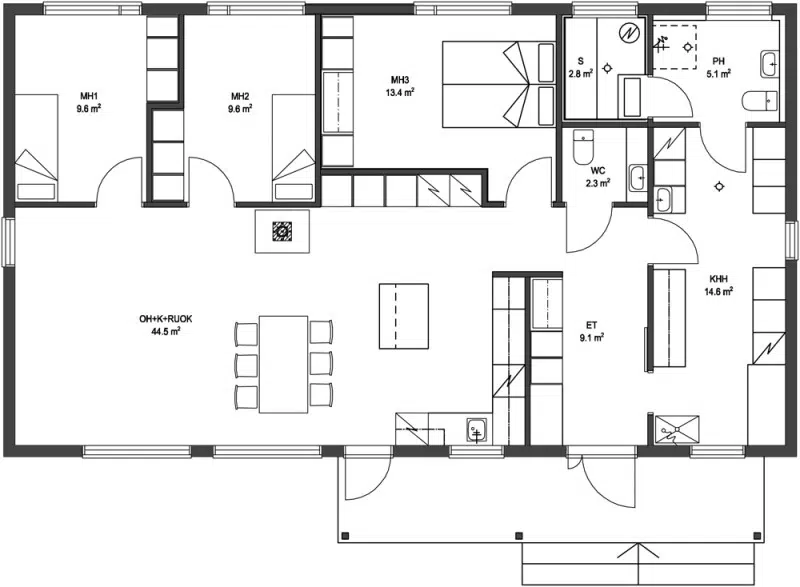 MH1
9.6 m²
MH2
9.6 m²
MH3
13.4 m²
S
2.8 m²
PH
5.1 m²
WC
2.3 m²
KHH
14.6 m²
OH+K+RUOK
44.5 m²
ET
9.1 m²